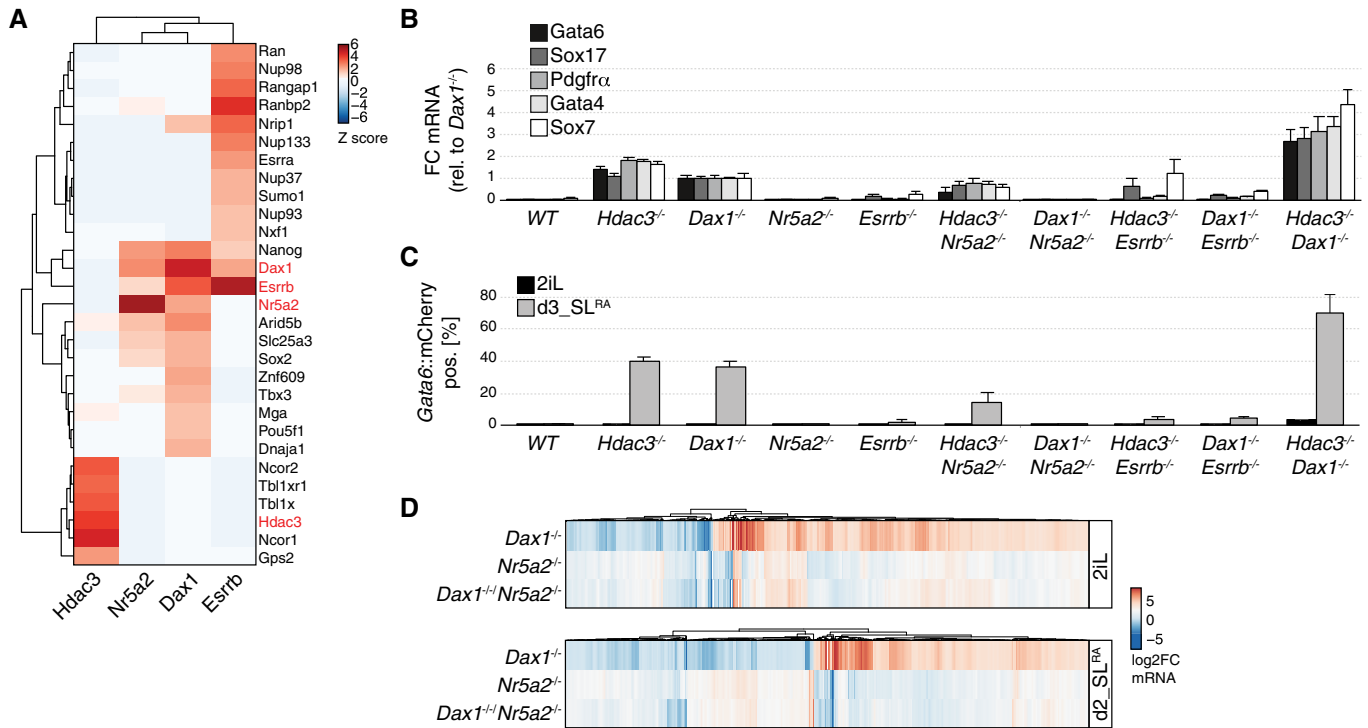 A
Ran
Nup98
Rangap1
Ranbp2
Nrip1
Nup133
Esrra
Nup37
Sumo1
Nup93
Nxf1
Nanog
Dax1
Esrrb
Nr5a2
Arid5b
Slc25a3
Sox2
Znf609
Tbx3
Mga
Pou5f1
Dnaja1
Ncor2
Tbl1xr1
Tbl1x
Hdac3
Ncor1
Gps2
Hdac3
Nr5a2
Dax1
Esrrb
6
4
2
0
−2
−4
−6
Z score
B
Gata6
Sox17
Pdgfrα
Gata4
Sox7
FC mRNA
(rel. to Dax1-/-)
6
5
4
3
2
1
0
WT
Hdac3-/-
Dax1-/-
Nr5a2-/-
Esrrb-/-
Hdac3-/-
Nr5a2-/-
Dax1-/-
Nr5a2-/-
Hdac3-/-
Esrrb-/-
Dax1-/-
Esrrb-/-
Hdac3-/-
Dax1-/-
C
2iL
d3_SLRA
Gata6::mCherry
pos. [%]
80
60
40
20
0
WT
Hdac3-/-
Dax1-/-
Nr5a2-/-
Esrrb-/-
Hdac3-/-
Nr5a2-/-
Dax1-/-
Nr5a2-/-
Hdac3-/-
Esrrb-/-
Dax1-/-
Esrrb-/-
Hdac3-/-
Dax1-/-
D
Dax1-/-
Nr5a2-/-
Dax1-/-Nr5a2-/-
2iL
Dax1-/-
Nr5a2-/-
Dax1-/-Nr5a2-/-
d2_SLRA
5
0
−5
log2FC
mRNA